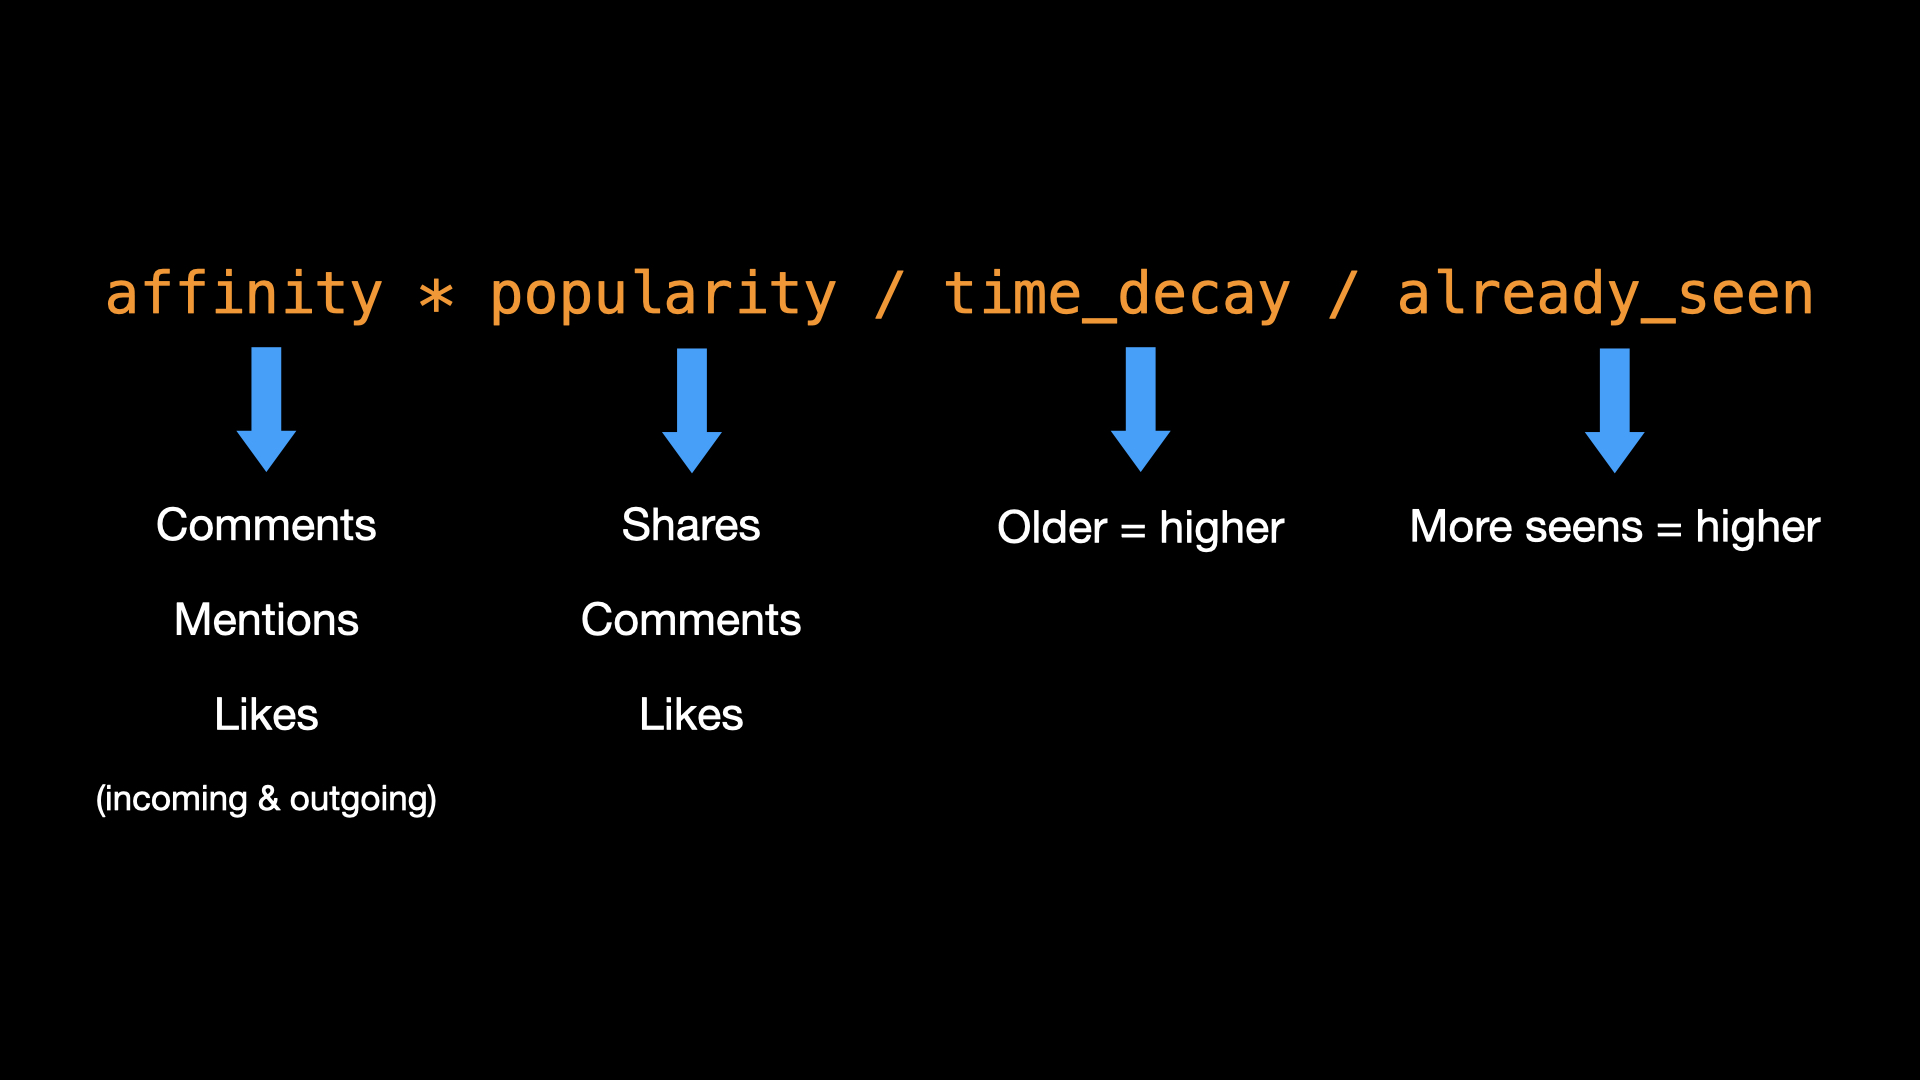 affinity * popularity / time_decay / already_seen
Comments
Mentions
Likes
(incoming & outgoing)
Shares
Comments
Likes
Older = higher
More seens = higher